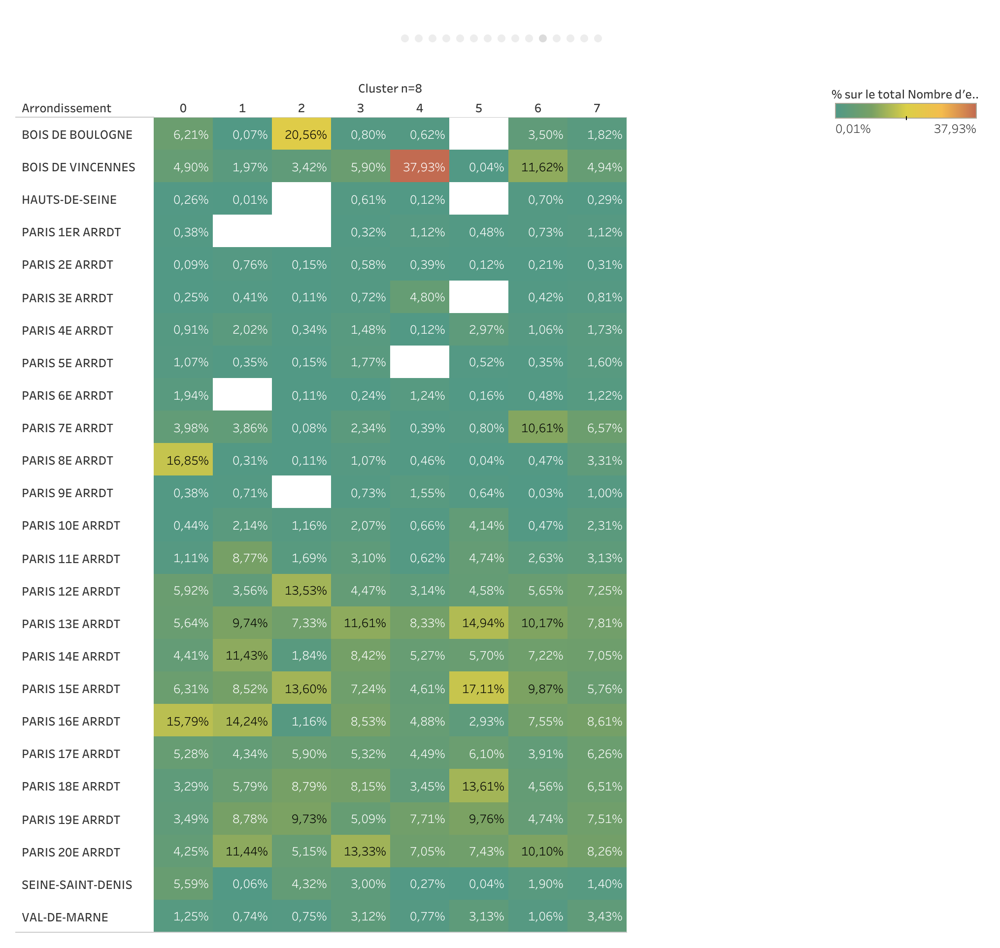 Cluster n=8
% sur le total Nombre d'e..
Arrondissement 0 1 2 3 4 5 6 7
0,01% 37,93%
BOIS DE BOULOGNE 6,21% 0,07% 20,56% 0,80% 0,62% 3,50% 1,82%
BOIS DE VINCENNES 4,90% 1,97% 3,42% 5,90% 37,93% 0,04% 11,62% 4,94%
HAUTS-DE-SEINE 0,26% 0,01% 0,61% 0,12% 0,70% 0,29%
PARIS 1ER ARRDT 0,38% 0,32% 1,12% 0,48% 0,73% 1,12%
PARIS 2E ARRDT 0,09% 0,76% 0,15% 0,58% 0,39% 0,12% 0,21% 0,31%
PARIS 3E ARRDT 0,25% 0,41% 0,11% 0,72% 4,80% 0,42% 0,81%
PARIS 4E ARRDT 0,91% 2,02% 0,34% 1,48% 0,12% 2,97% 1,06% 1,73%
PARIS 5E ARRDT 1,07% 0,35% 0,15% 1,77% 0,52% 0,35% 1,60%
PARIS 6E ARRDT 1,94% 0,11% 0,24% 1,24% 0,16% 0,48% 1,22%
PARIS 7E ARRDT 3,98% 3,86% 0,08% 2,34% 0,39% 0,80% 10,61% 6,57%
PARIS 8E ARRDT 16,85% 0,31% 0,11% 1,07% 0,46% 0,04% 0,47% 3,31%
PARIS 9E ARRDT 0,38% 0,71% 0,73% 1,55% 0,64% 0,03% 1,00%
PARIS 10E ARRDT 0,44% 2,14% 1,16% 2,07% 0,66% 4,14% 0,47% 2,31%
PARIS 11E ARRDT 1,11% 8,77% 1,69% 3,10% 0,62% 4,74% 2,63% 3,13%
PARIS 12E ARRDT 5,92% 3,56% 13,53% 4,47% 3,14% 4,58% 5,65% 7,25%
PARIS 13E ARRDT 5,64% 9,74% 7,33% 11,61% 8,33% 14,94% 10,17% 7,81%
PARIS 14E ARRDT 4,41% 11,43% 1,84% 8,42% 5,27% 5,70% 7,22% 7,05%
PARIS 15E ARRDT 6,31% 8,52% 13,60% 7,24% 4,61% 17,11% 9,87% 5,76%
PARIS 16E ARRDT 15,79% 14,24% 1,16% 8,53% 4,88% 2,93% 7,55% 8,61%
PARIS 17E ARRDT 5,28% 4,34% 5,90% 5,32% 4,49% 6,10% 3,91% 6,26%
PARIS 18E ARRDT 3,29% 5,79% 8,79% 8,15% 3,45% 13,61% 4,56% 6,51%
PARIS 19E ARRDT 3,49% 8,78% 9,73% 5,09% 7,71% 9,76% 4,74% 7,51%
PARIS 20E ARRDT 4,25% 11,44% 5,15% 13,33% 7,05% 7,43% 10,10% 8,26%
SEINE-SAINT-DENIS 5,59% 0,06% 4,32% 3,00% 0,27% 0,04% 1,90% 1,40%
VAL-DE-MARNE 1,25% 0,74% 0,75% 3,12% 0,77% 3,13% 1,06% 3,43%